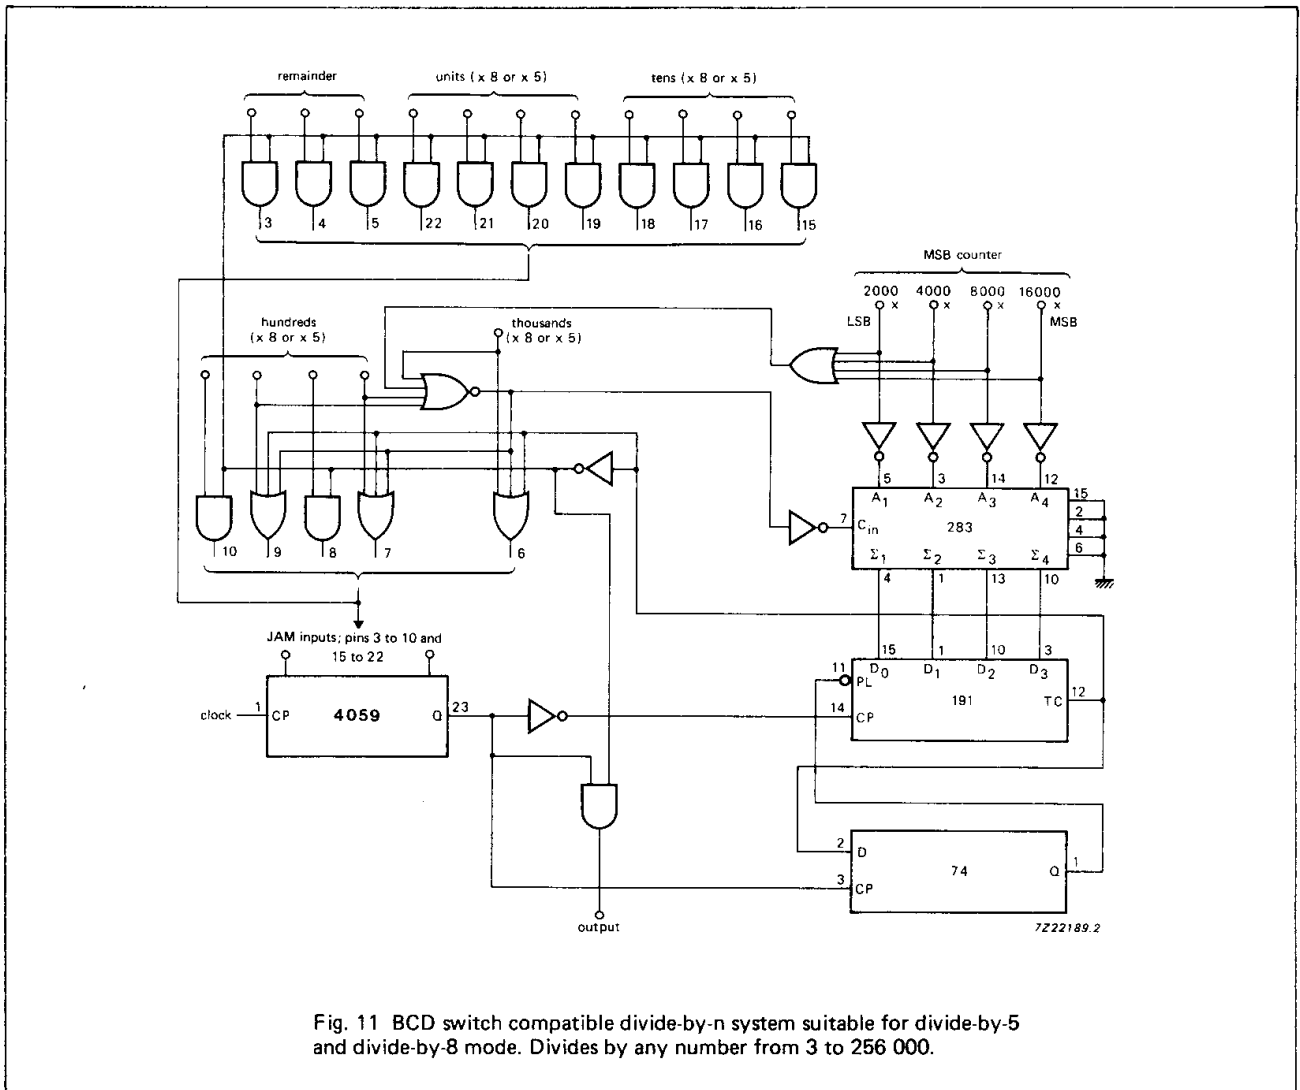 remainder
units (x 8 or x 5)
tens (x 8 or x 5)
3
4
5
22
21
20
19
18
17
16
15
MSB counter
2000 x
4000 x
8000 x
16000 x
LSB
MSB
hundreds
(x 8 or x 5)
thousands
(x 8 or x 5)
5
3
14
12
A1
A2
A3
A4
15
2
4
6
7
Cin
283
Σ1
Σ2
Σ3
Σ4
4
1
13
10
10
9
8
7
6
JAM inputs; pins 3 to 10 and
15 to 22
15
1
10
3
11
PL
D0
D1
D2
D3
191
TC
12
14
CP
clock
1
CP
4059
Q
23
2
D
74
Q
1
3
CP
output
7Z22189.2
Fig. 11 BCD switch compatible divide-by-n system suitable for divide-by-5
and divide-by-8 mode. Divides by any number from 3 to 256 000.